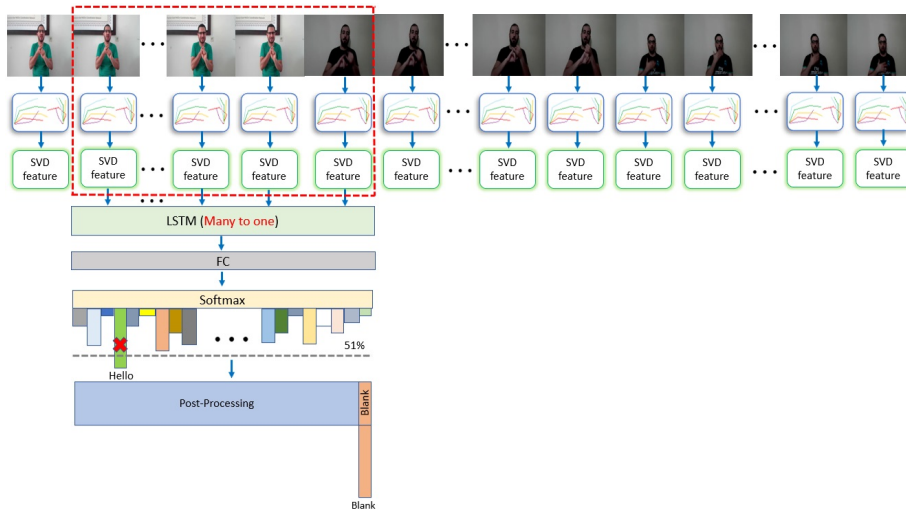 SVD feature
SVD feature
SVD feature
SVD feature
SVD feature
SVD feature
SVD feature
SVD feature
SVD feature
SVD feature
SVD feature
SVD feature
LSTM (Many to one)
FC
Softmax
51%
Hello
Post-Processing
Blank
Blank